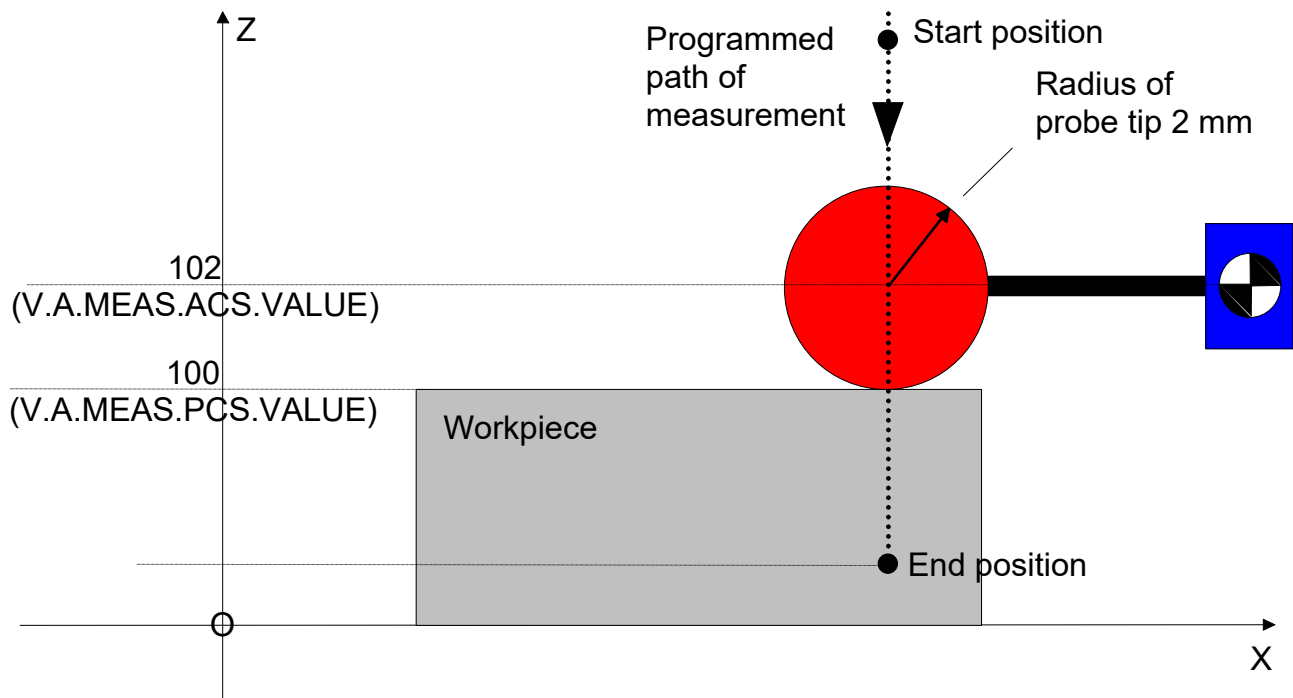 Z
Programmed
path of
measurement
Start position
Radius of
probe tip 2 mm
102
(V.A.MEAS.ACS.VALUE)
100
(V.A.MEAS.PCS.VALUE)
Workpiece
End position
O
X